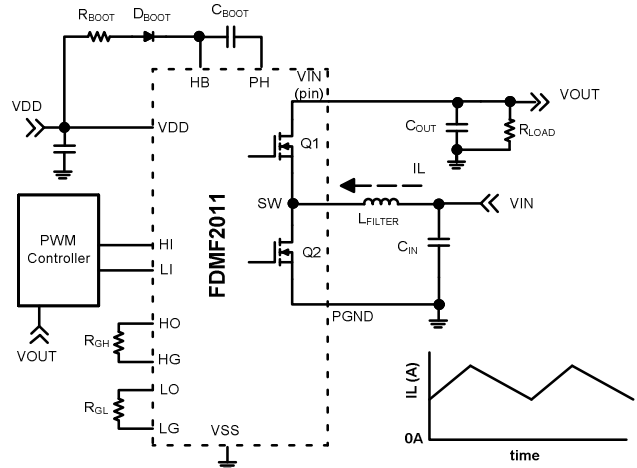 RBOOT DBOOT CBOOT
HB PH
VIN
(pin)
VOUT
VDD
VDD
COUT
RLOAD
Q1
IL
SW
LFILTER
VIN
PWM
Controller
HI
LI
FDMF2011
Q2
CIN
PGND
VOUT
HO
RGH
HG
LO
RGL
LG
VSS
IL (A)
0A
time